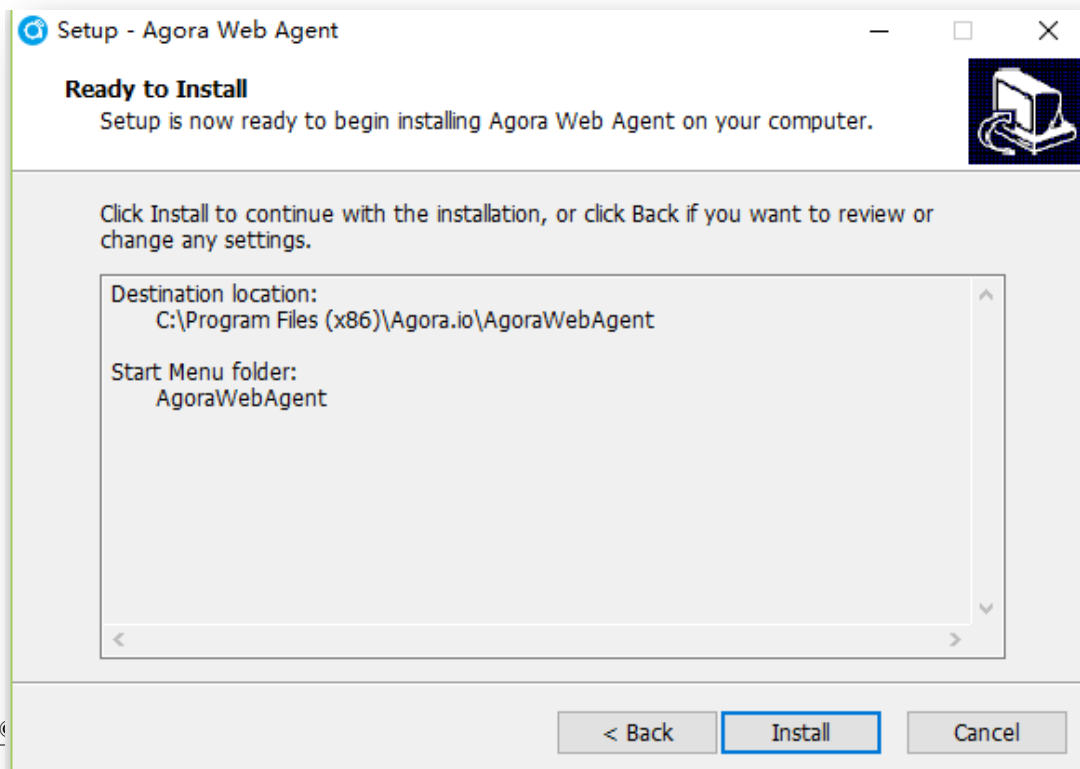 Setup - Agora Web Agent
Ready to Install
Setup is now ready to begin installing Agora Web Agent on your computer.
Click Install to continue with the installation, or click Back if you want to review or
change any settings.
Destination location:
C:\Program Files (x86)\Agora.io\AgoraWebAgent
Start Menu folder:
AgoraWebAgent
< Back
Install
Cancel